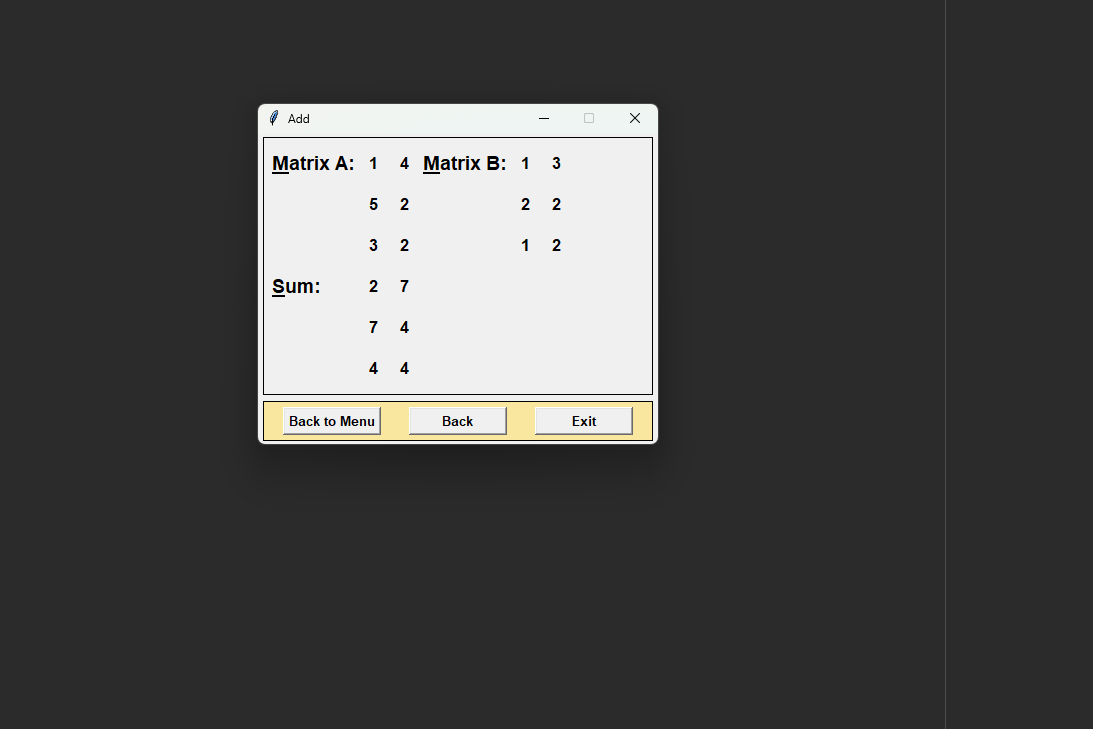 Add
Matrix A: 1 4 Matrix B: 1 3
5 2 2 2
3 2 1 2
Sum: 2 7
7 4
4 4
Back to Menu Back Exit